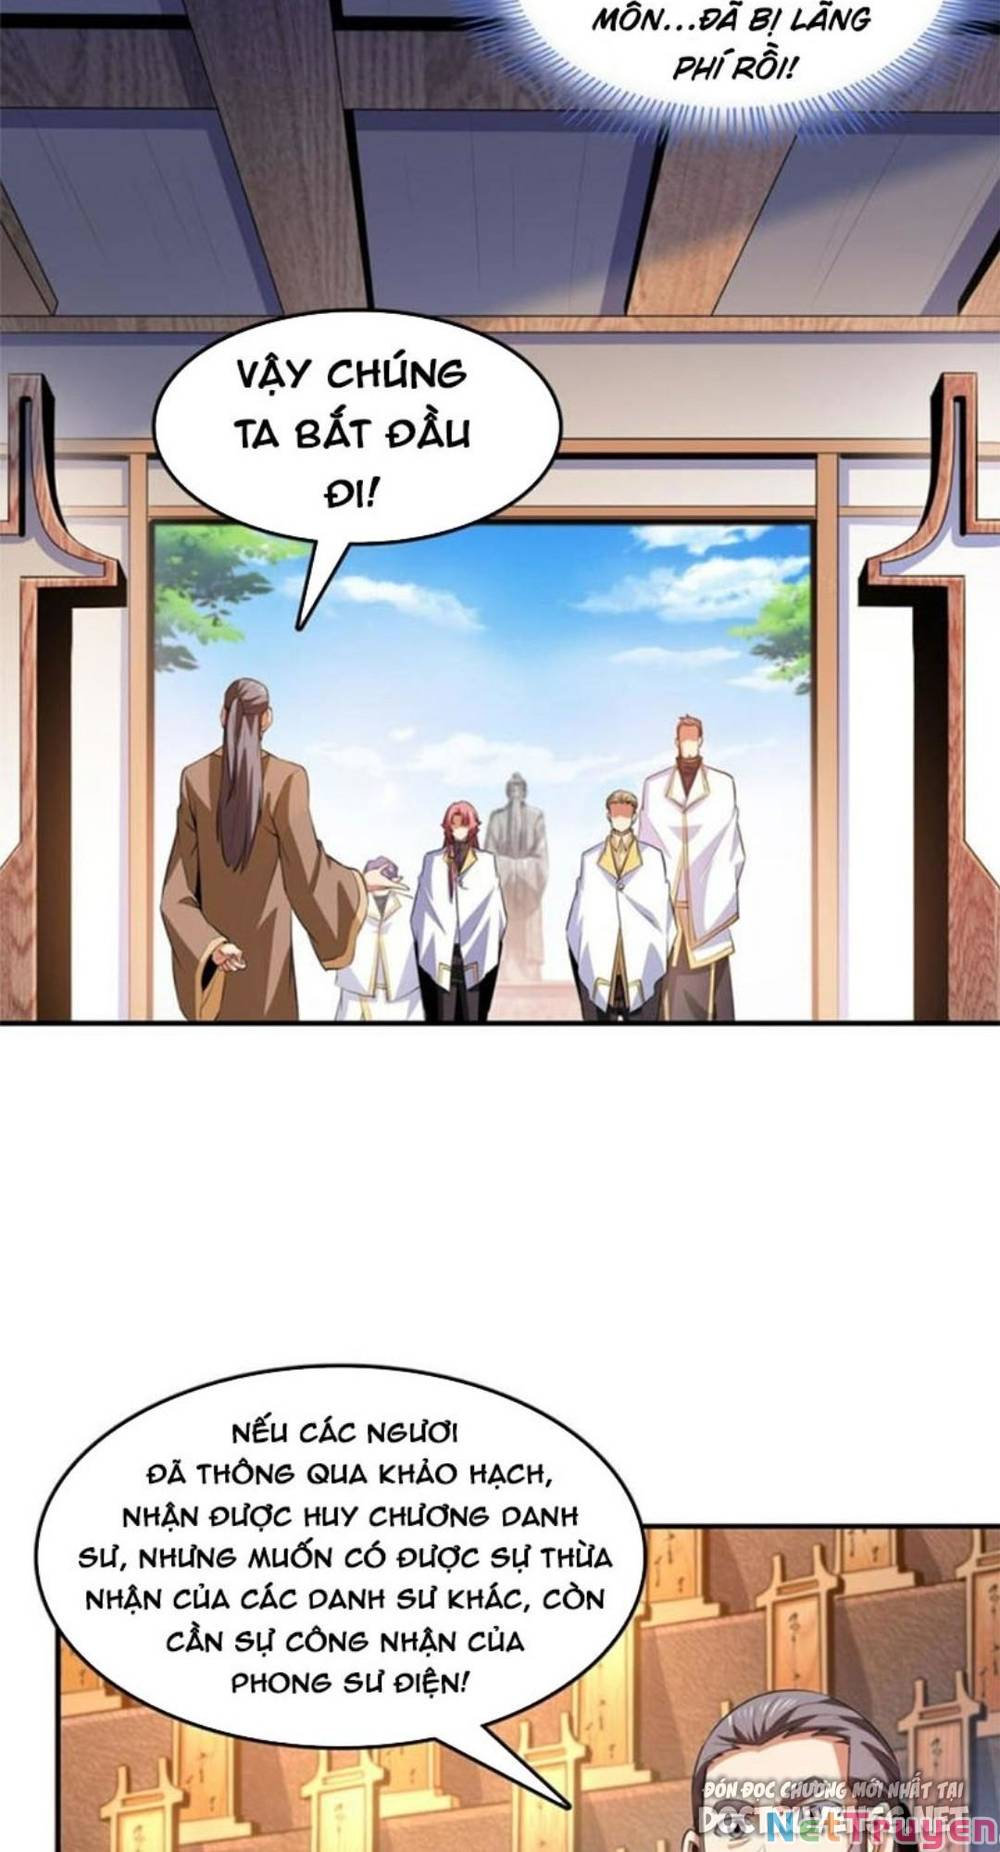 MÔN...ĐÃ BỊ LÃNG
PHÍ RỒI!
VẬY CHÚNG
TA BẮT ĐẦU
ĐI!
NẾU CÁC NGƯƠI
ĐÃ THÔNG QUA KHẢO HẠCH,
NHẬN ĐƯỢC HUY CHƯƠNG DANH
SƯ, NHƯNG MUỐN CÓ ĐƯỢC SỰ THỪA
NHẬN CỦA CÁC DANH SƯ KHÁC, CÒN
CẦN SỰ CÔNG NHẬN CỦA
PHONG SƯ ĐIỆN!
ĐÓN ĐỌC CHƯƠNG MỚI NHẤT TẠI
NetTruyen